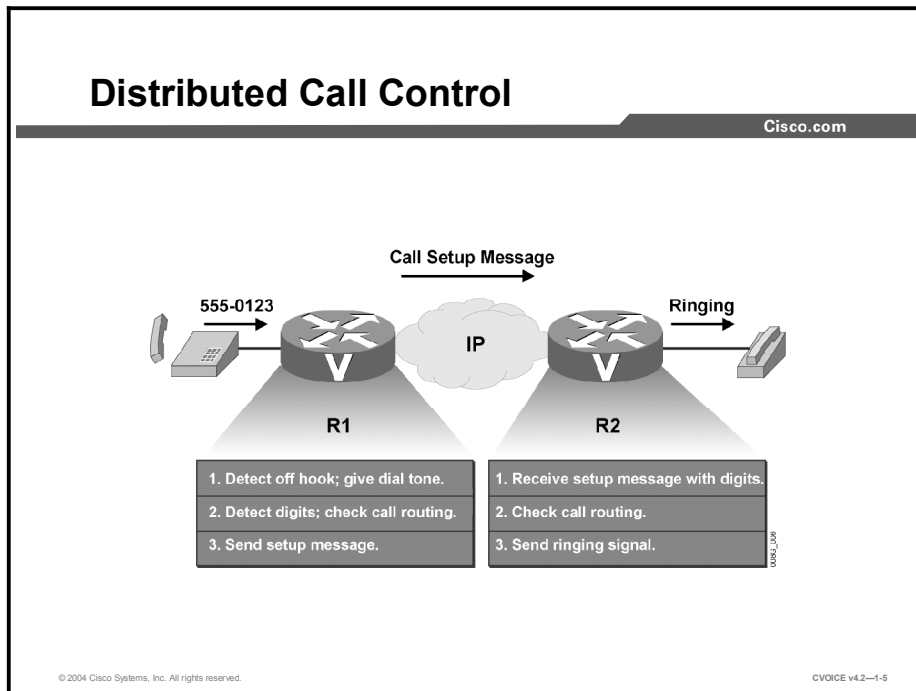 Distributed Call Control
Cisco.com
Call Setup Message
555-0123
Ringing
IP
V
V
R1
R2
1. Detect off hook; give dial tone.
2. Detect digits; check call routing.
3. Send setup message.
1. Receive setup message with digits.
2. Check call routing.
3. Send ringing signal.
© 2004 Cisco Systems, Inc. All rights reserved.
CVOICE v4.2—1-5